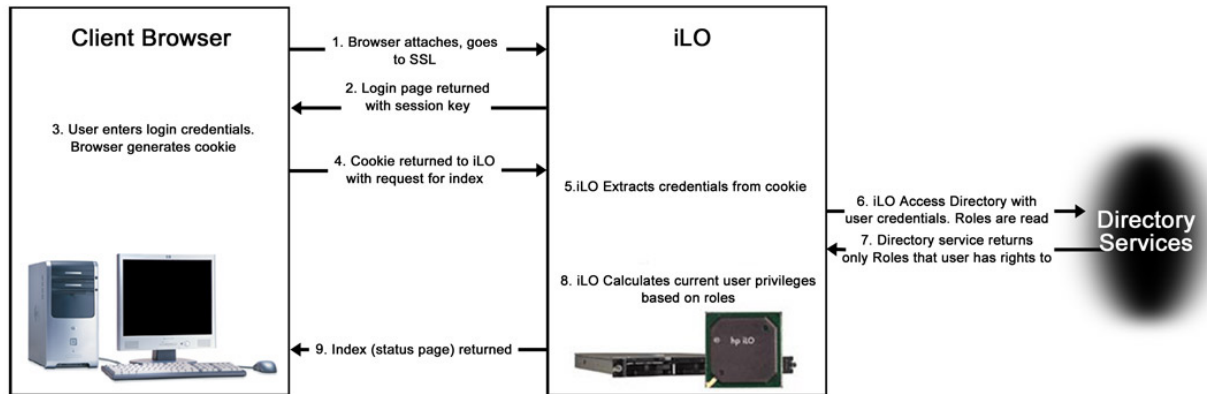 Client Browser
iLO
1. Browser attaches, goes
to SSL
2. Login page returned
with session key
3. User enters login credentials.
Browser generates cookie
4. Cookie returned to iLO
with request for index
5.iLO Extracts credentials from cookie
6. iLO Access Directory with
user credentials. Roles are read
Directory
Services
7. Directory service returns
only Roles that user has rights to
8. iLO Calculates current user privileges
based on roles
9. Index (status page) returned
hp iLO